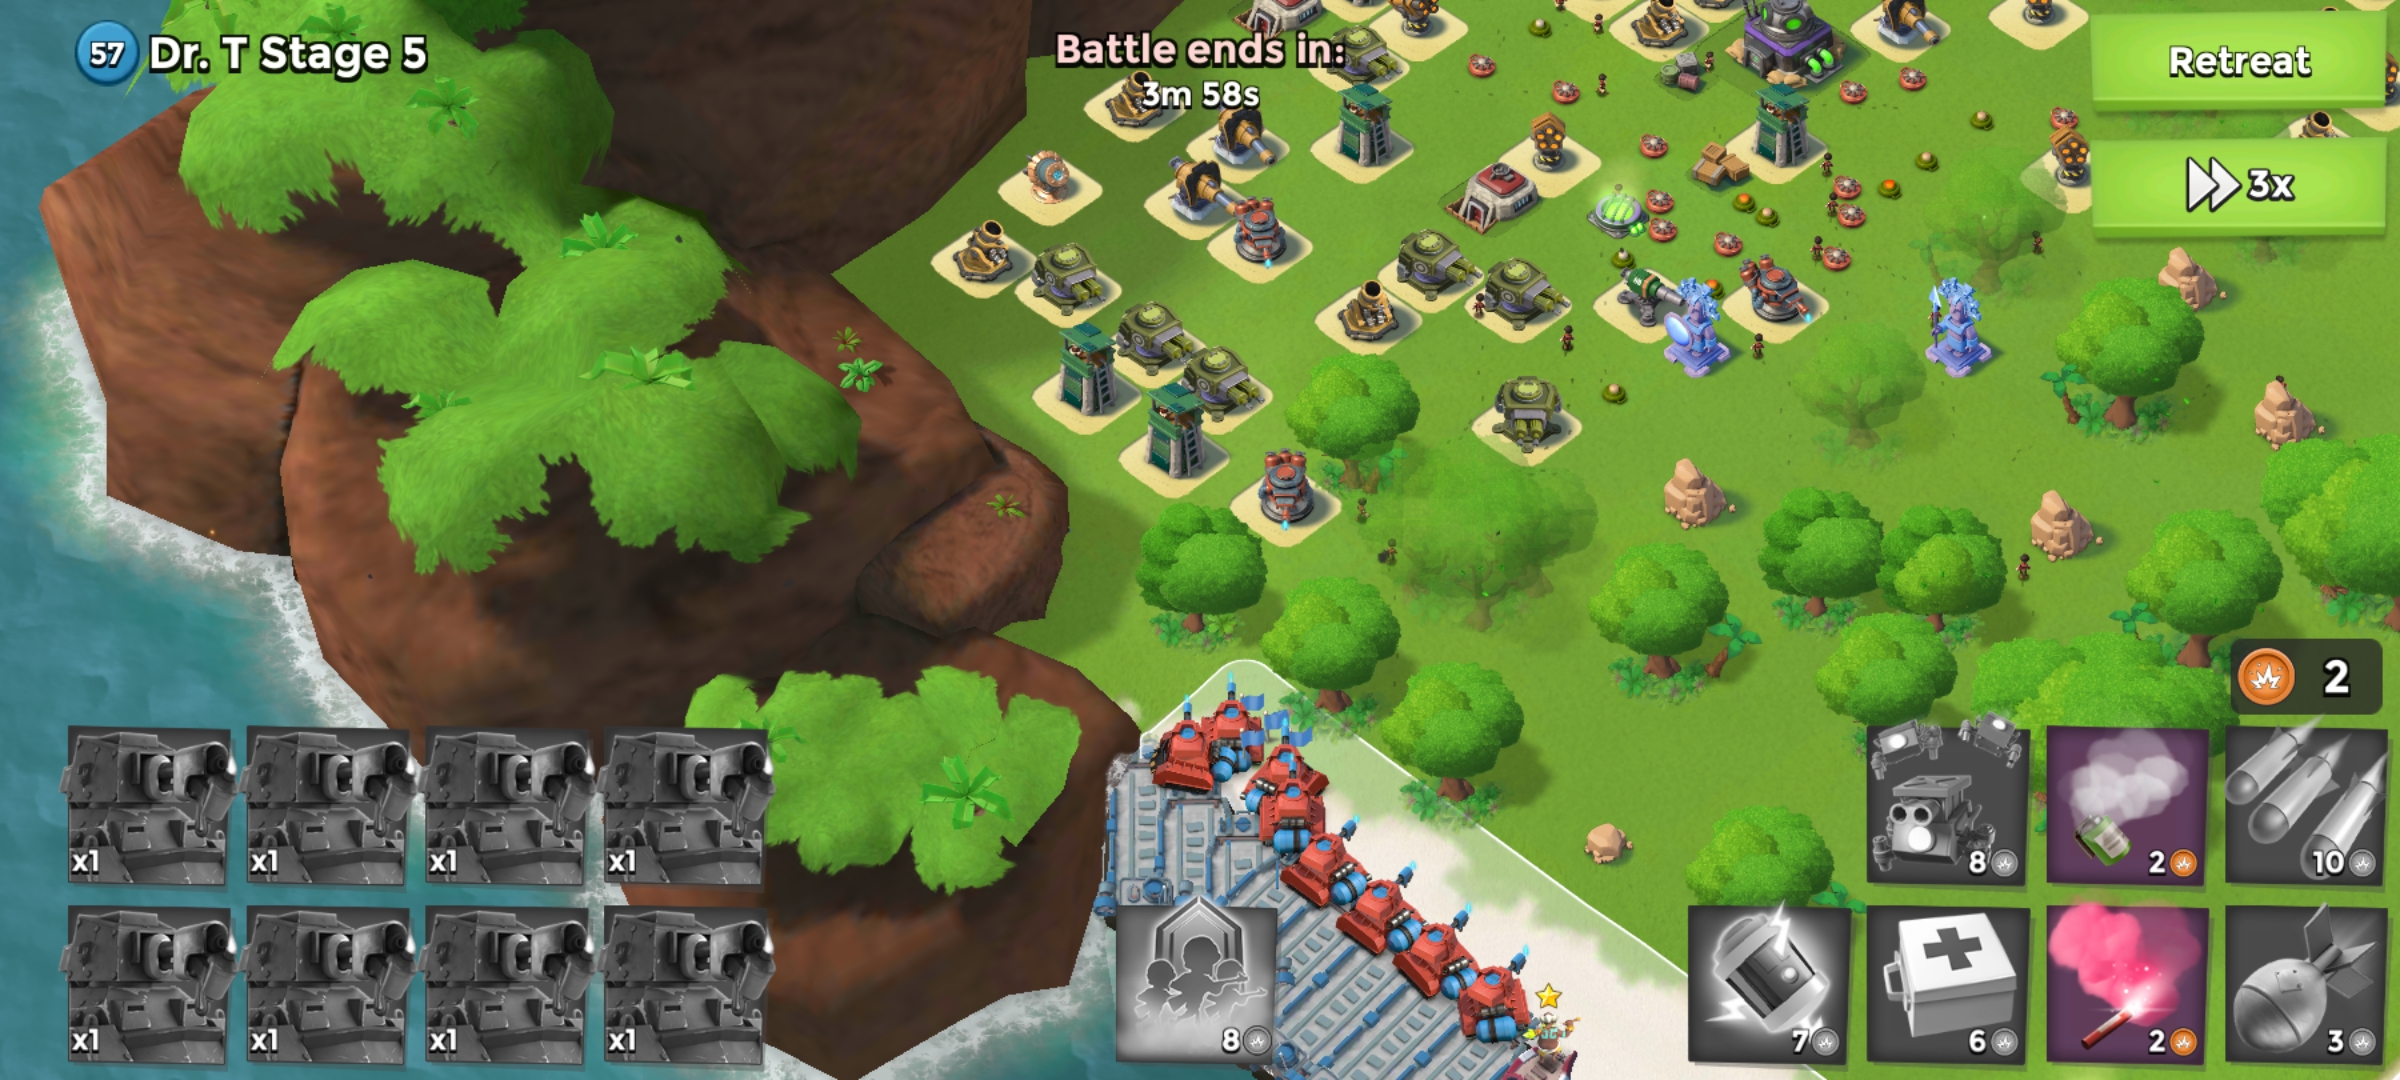 57 Dr. T Stage 5
Battle ends in:
3m 58s
Retreat
3x
2
x1
x1
x1
x1
8
2
10
x1
x1
x1
x1
8
7
6
2
3